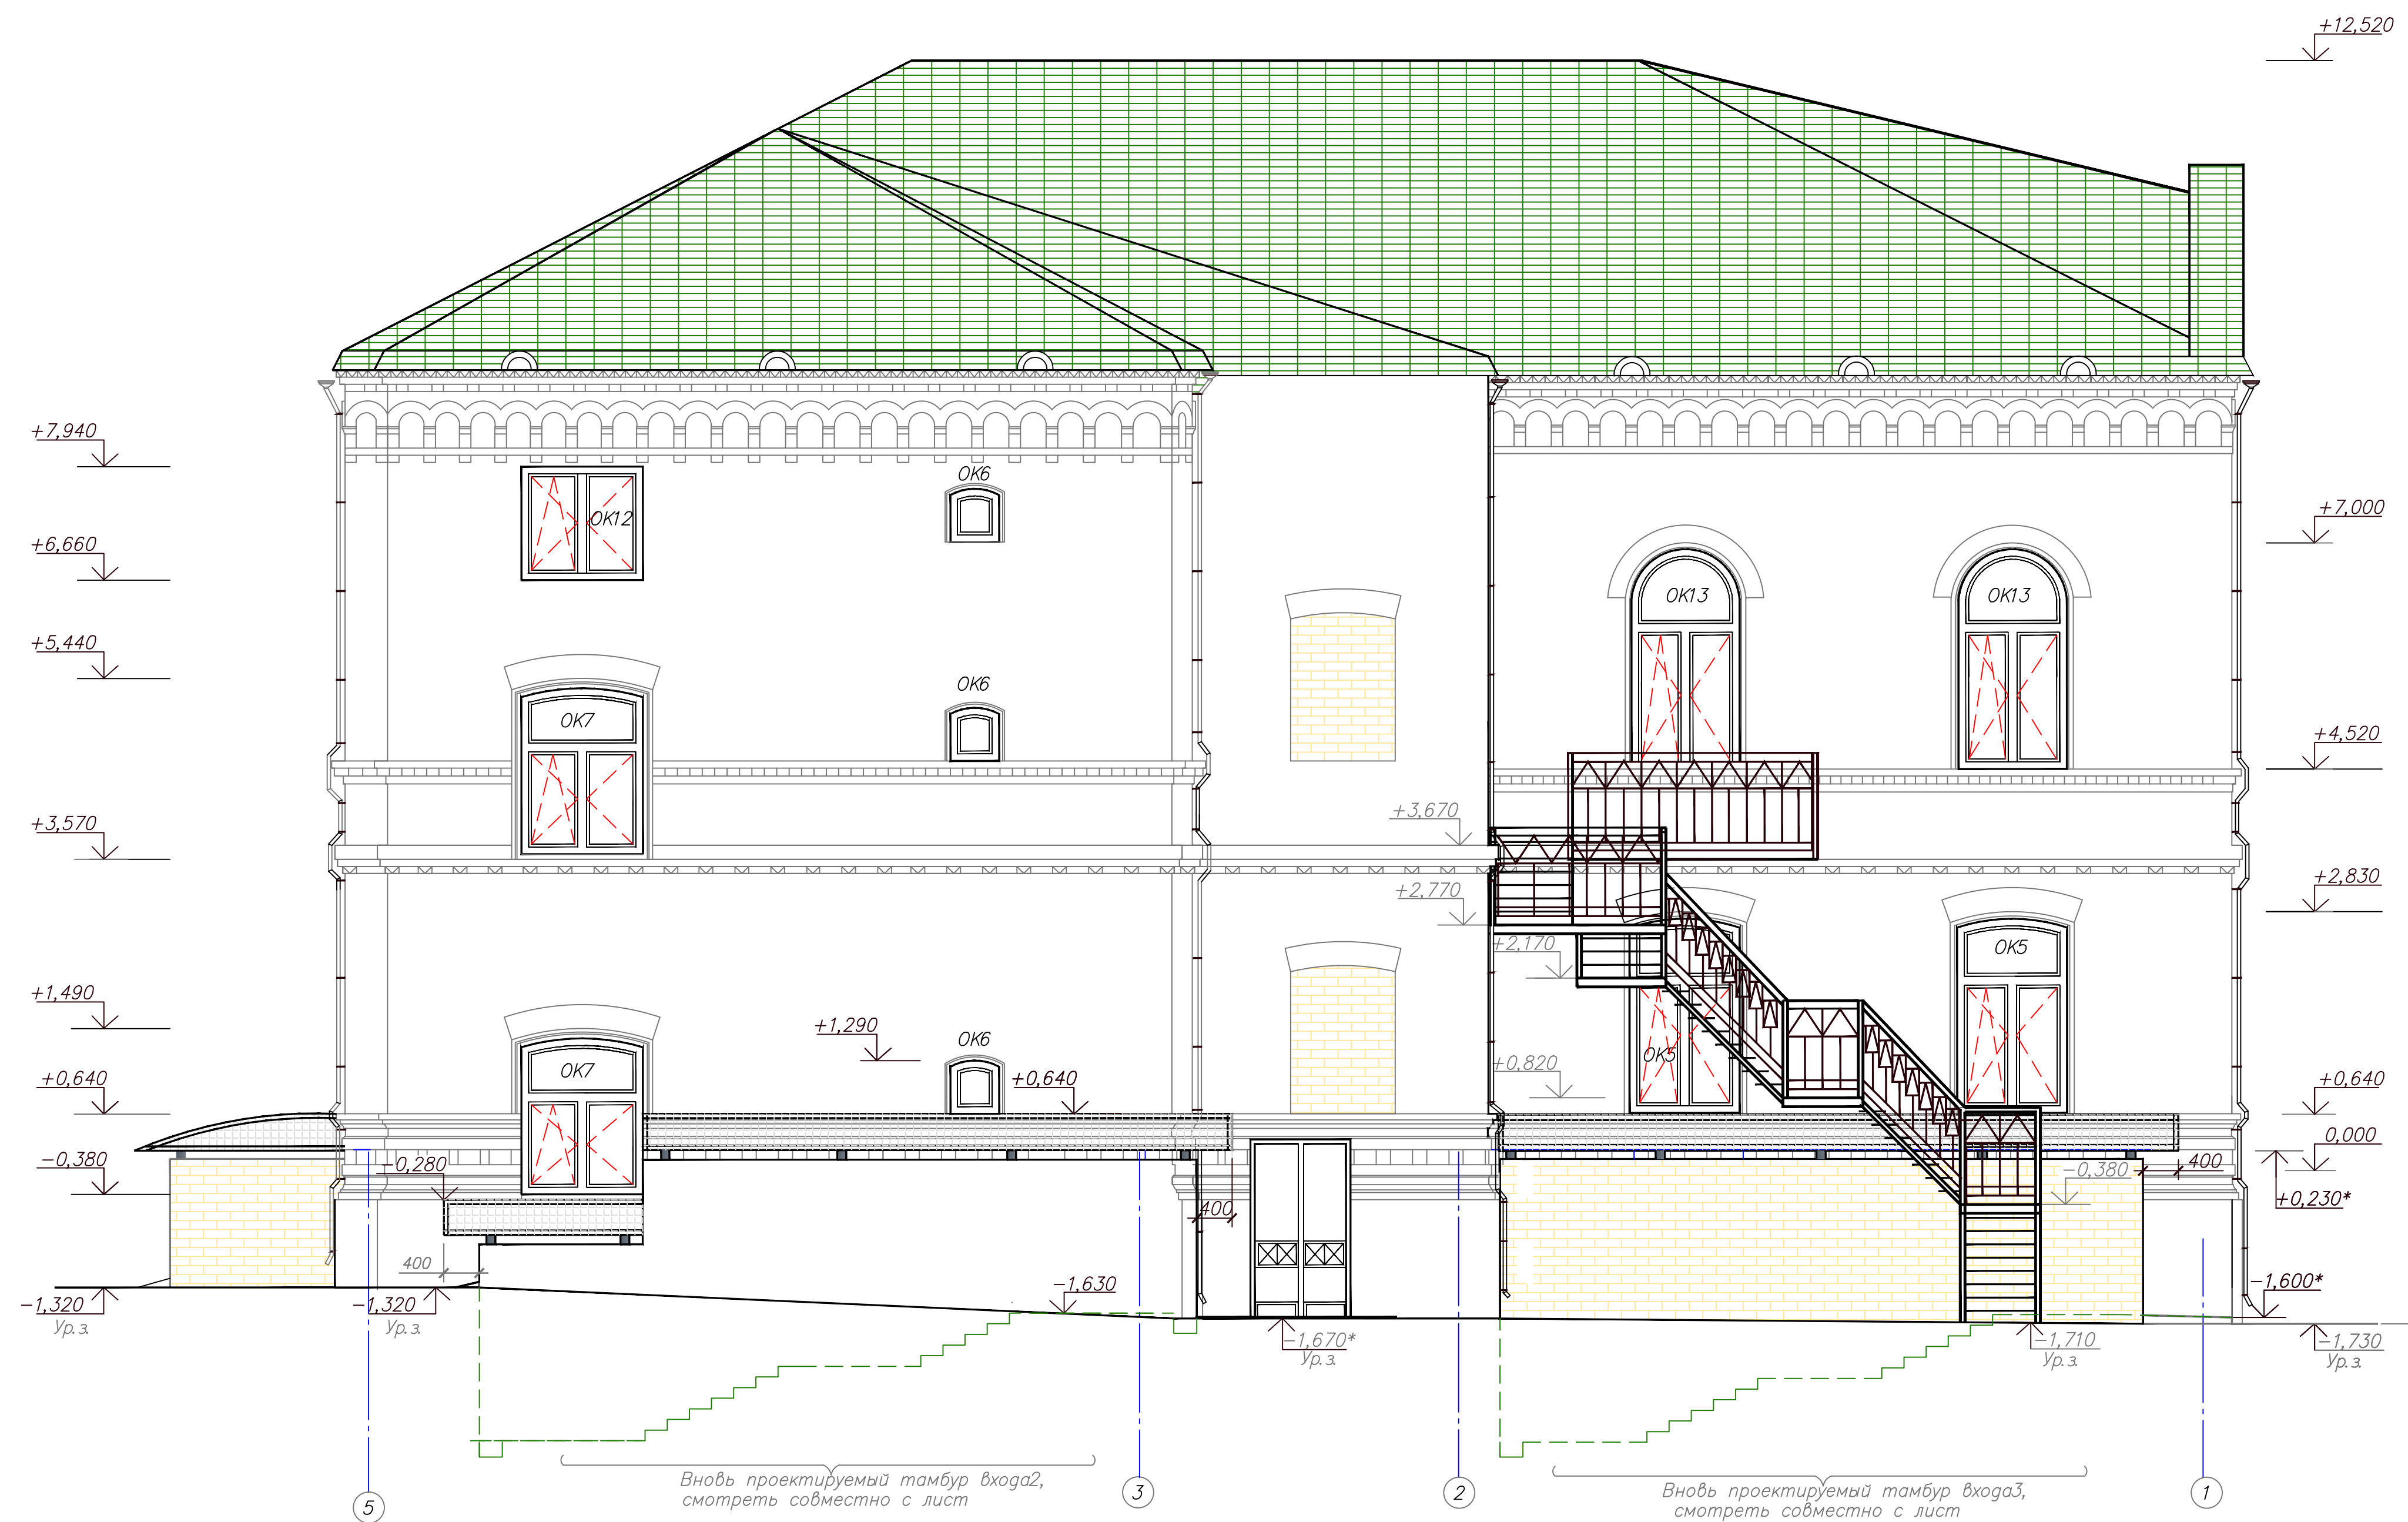 +12,520
+7,940
ОК6
ОК12
+7,000
+6,660
ОК13
ОК13
+5,440
ОК6
ОК7
+4,520
+3,670
+3,570
+2,770
+2,830
+2,170
ОК5
+1,490
+1,290
ОК6
ОК5
+0,820
ОК7
+0,640
+0,640
+0,640
0,000
-0,380
-0,280
-0,380
400
+0,230*
400
400
-1,630
-1,600*
-1,320
Ур.з.
-1,320
Ур.з.
-1,670*
Ур.з.
-1,710
Ур.з.
-1,730
Ур.з.
Вновь проектируемый тамбур входа2,
смотреть совместно с лист
Вновь проектируемый тамбур входа3,
смотреть совместно с лист
5
3
2
1